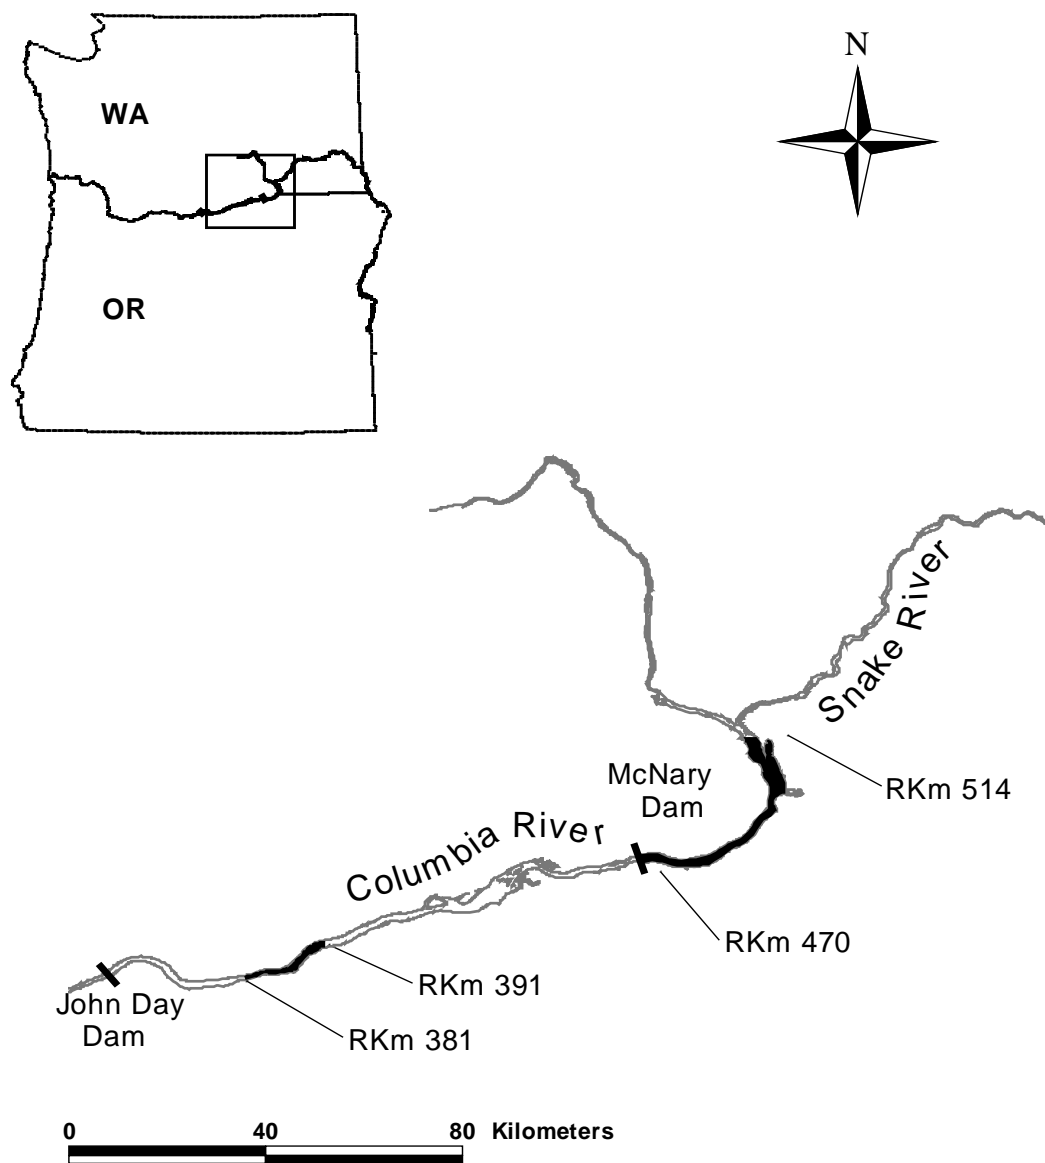 N
WA
OR
Snake River
McNary
Dam
RKm 514
Columbia River
RKm 470
RKm 391
John Day
Dam
RKm 381
0 40 80 Kilometers